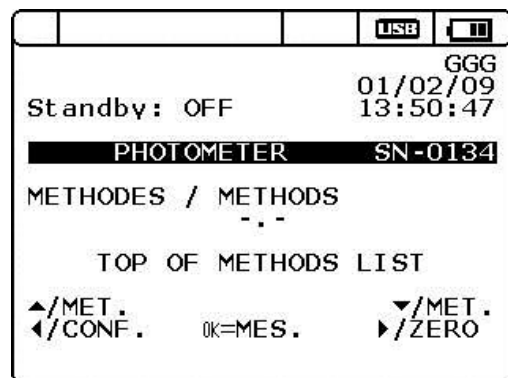 USB
GGG
01/02/09
Standby: OFF 13:50:47
PHOTOMETER SN-0134
METHODES / METHODS
-.-
TOP OF METHODS LIST
▲/MET. ▼/MET.
◀/CONF. OK=MES. ▶/ZERO